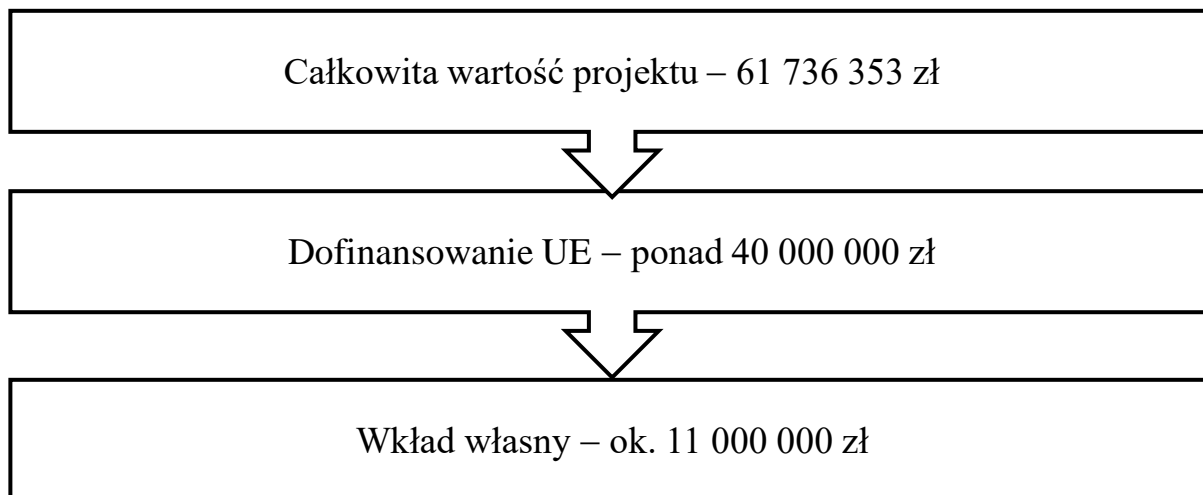 Całkowita wartość projektu – 61 736 353 zł
Dofinansowanie UE – ponad 40 000 000 zł
Wkład własny – ok. 11 000 000 zł